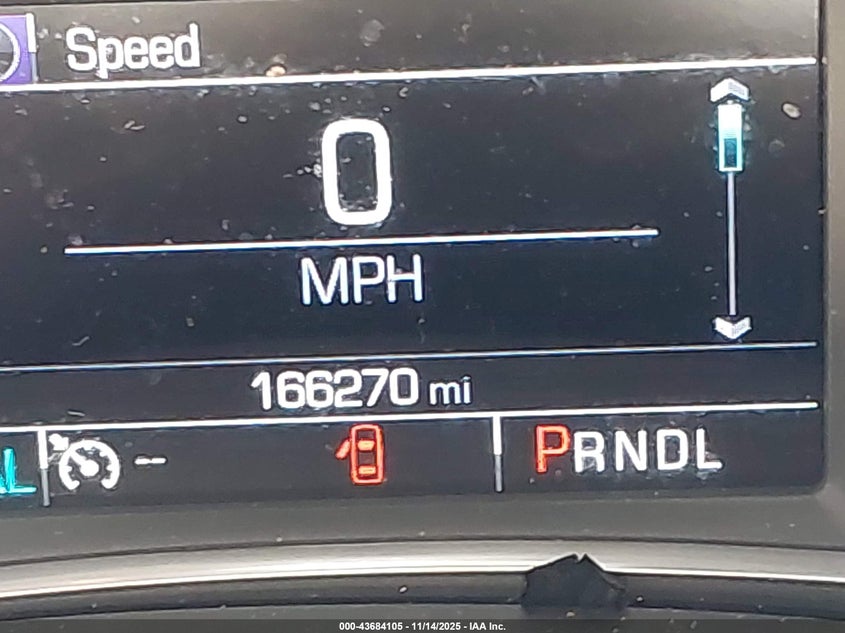 Speed
0
MPH
166270 mi
--
PRNDL
000-43684105 - 11/14/2025 - IAA Inc.